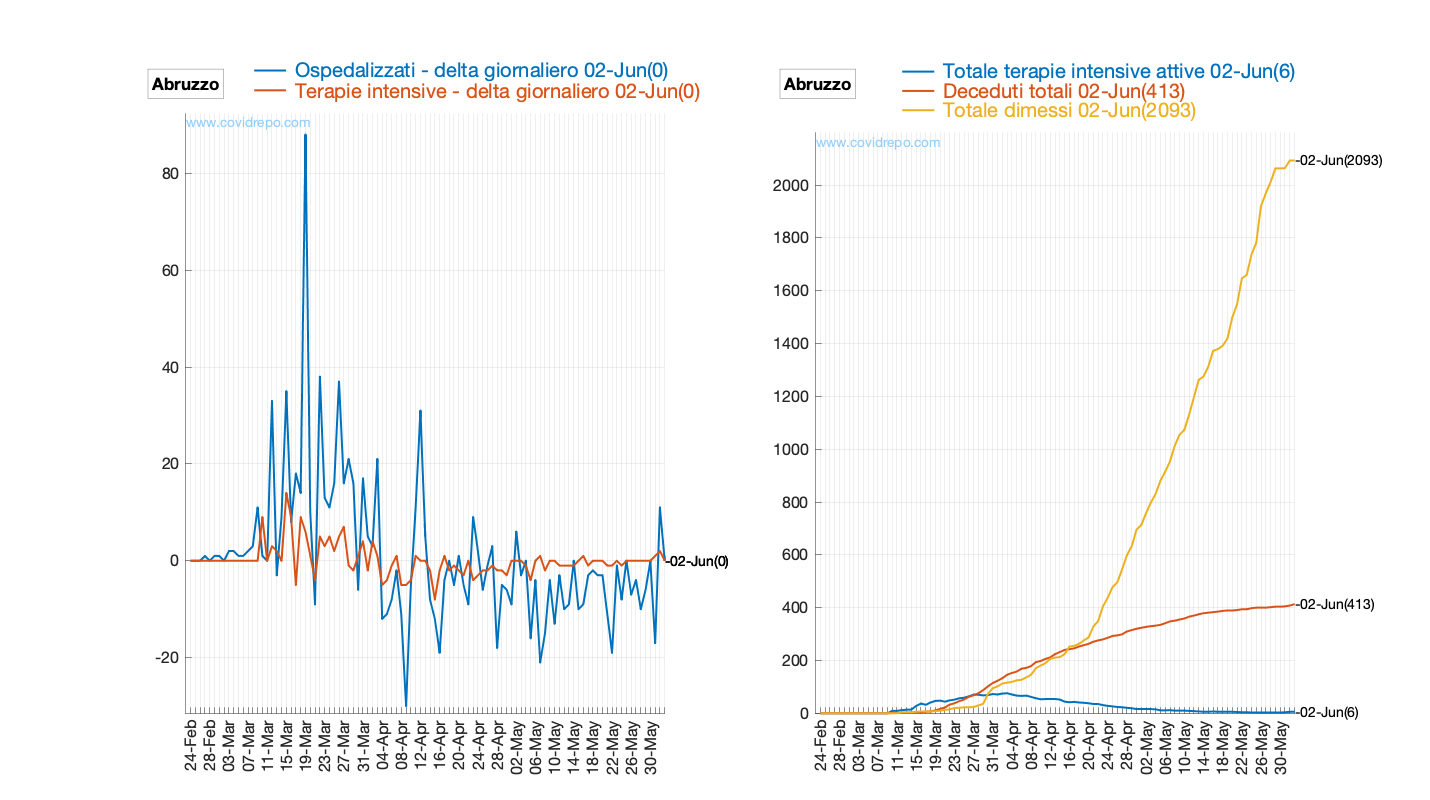 Abruzzo
Ospedalizzati - delta giornaliero 02-Jun(0)
Terapie intensive - delta giornaliero 02-Jun(0)
www.covidrepo.com
80
60
40
20
0
-20
-02-Jun(0)
24-Feb
28-Feb
03-Mar
07-Mar
11-Mar
15-Mar
19-Mar
23-Mar
27-Mar
31-Mar
04-Apr
08-Apr
12-Apr
16-Apr
20-Apr
24-Apr
28-Apr
02-May
06-May
10-May
14-May
18-May
22-May
26-May
30-May
Abruzzo
Totale terapie intensive attive 02-Jun(6)
Deceduti totali 02-Jun(413)
Totale dimessi 02-Jun(2093)
www.covidrepo.com
2000
1800
1600
1400
1200
1000
800
600
400
200
0
-02-Jun(2093)
-02-Jun(413)
-02-Jun(6)
24-Feb
28-Feb
03-Mar
07-Mar
11-Mar
15-Mar
19-Mar
23-Mar
27-Mar
31-Mar
04-Apr
08-Apr
12-Apr
16-Apr
20-Apr
24-Apr
28-Apr
02-May
06-May
10-May
14-May
18-May
22-May
26-May
30-May